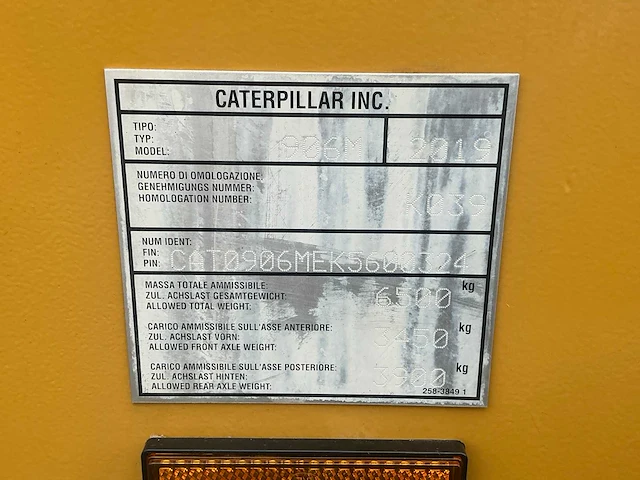 CATERPILLAR INC.
TIPO:
TYP:
MODEL: 906M 2019
NUMERO DI OMOLOGAZIONE:
GENEHMIGUNGS NUMMER:
HOMOLOGATION NUMBER: K039
NUM IDENT:
FIN:
PIN:
MASSA TOTALE AMMISSIBILE:
ZUL. ACHSLAST GESAMTGEWICHT:
ALLOWED TOTAL WEIGHT: 6500 kg
CARICO AMMISSIBILE SULL'ASSE ANTERIORE:
ZUL. ACHSLAST VORN:
ALLOWED FRONT AXLE WEIGHT: 3450 kg
CARICO AMMISSIBILE SULL'ASSE POSTERIORE:
ZUL. ACHSLAST HINTEN:
ALLOWED REAR AXLE WEIGHT: 3900 kg
258-3849 1